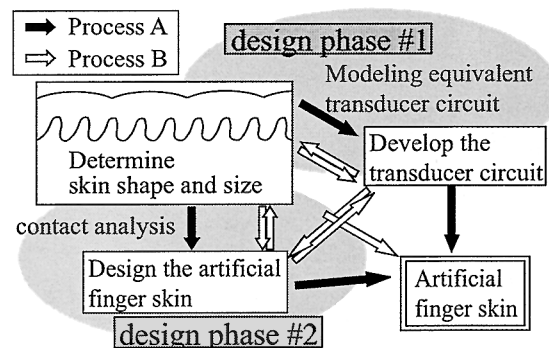 Process A
Process B
design phase #1
Modeling equivalent
transducer circuit
Determine
skin shape and size
Develop the
transducer circuit
contact analysis
Design the artificial
finger skin
Artificial
finger skin
design phase #2